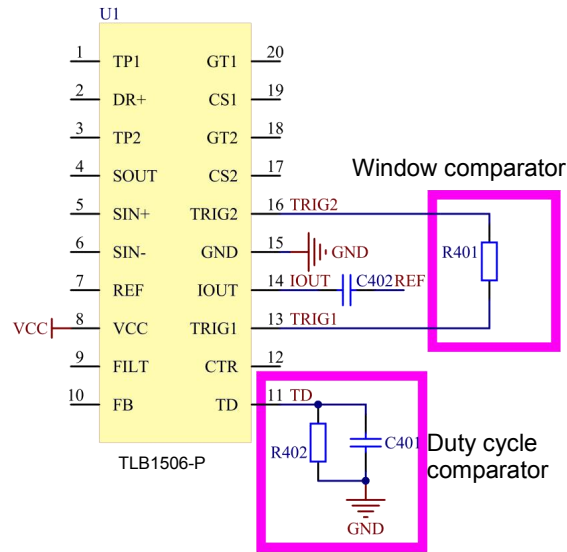 U1
1 TP1 GT1 20
2 DR+ CS1 19
3 TP2 GT2 18
4 SOUT CS2 17
Window comparator
5 SIN+ TRIG2 16 TRIG2
6 SIN- GND 15 GND
R401
7 REF IOUT 14 IOUT C402 REF
VCC 8 VCC TRIG1 13 TRIG1
9 FILT CTR 12
10 FB TD 11 TD
R402 C401
Duty cycle
comparator
TLB1506-P
GND